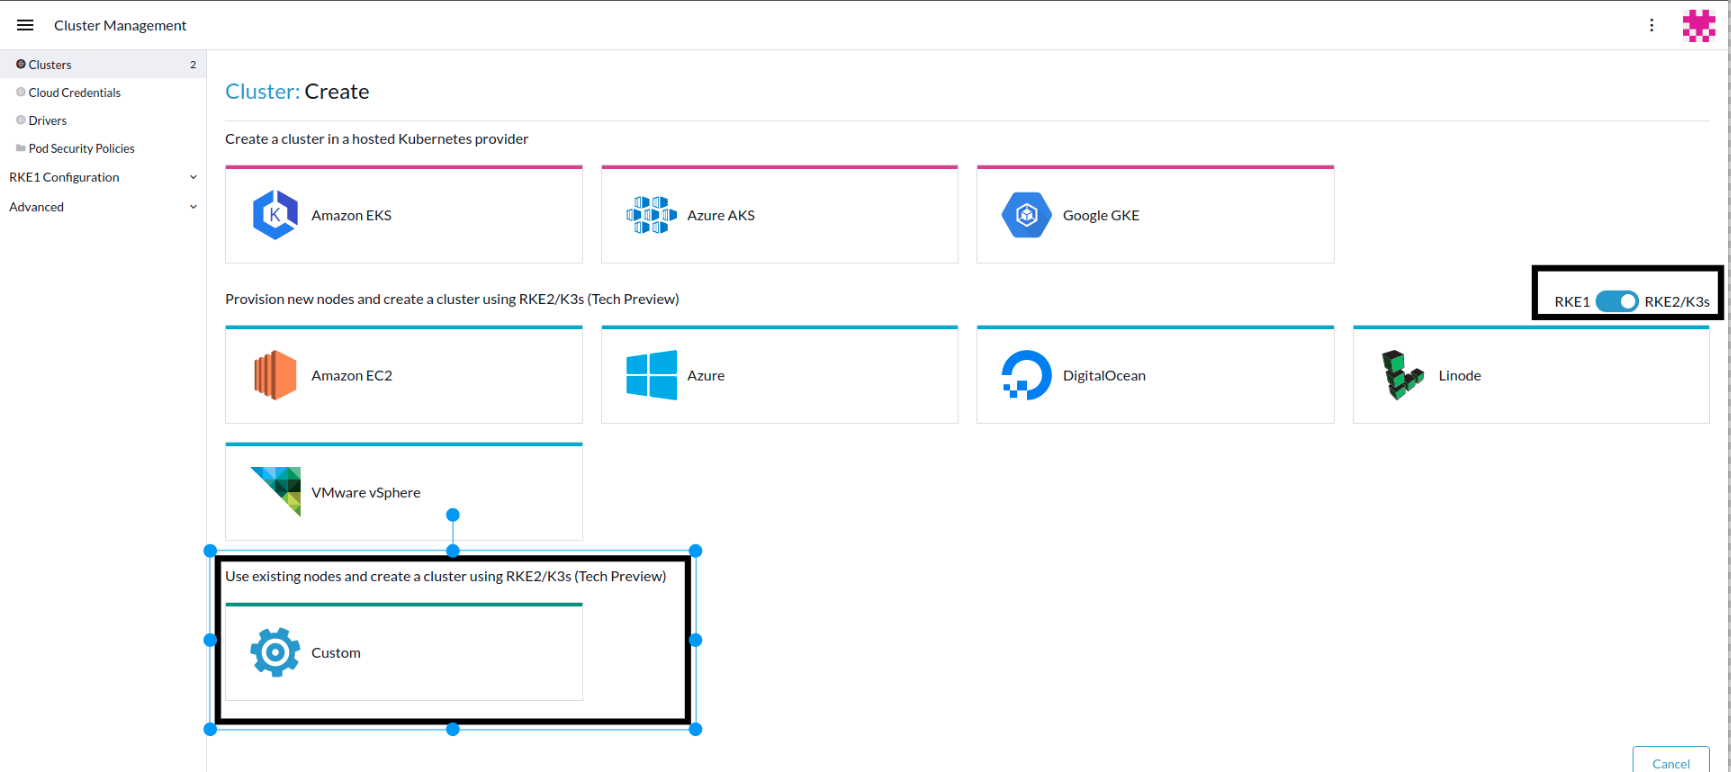 Cluster Management
Clusters 2
Cloud Credentials
Drivers
Pod Security Policies
RKE1 Configuration
Advanced
Cluster: Create
Create a cluster in a hosted Kubernetes provider
K Amazon EKS
Azure AKS
Google GKE
Provision new nodes and create a cluster using RKE2/K3s (Tech Preview)
RKE1 RKE2/K3s
Amazon EC2
Azure
DigitalOcean
Linode
VMware vSphere
Use existing nodes and create a cluster using RKE2/K3s (Tech Preview)
Custom
Cancel